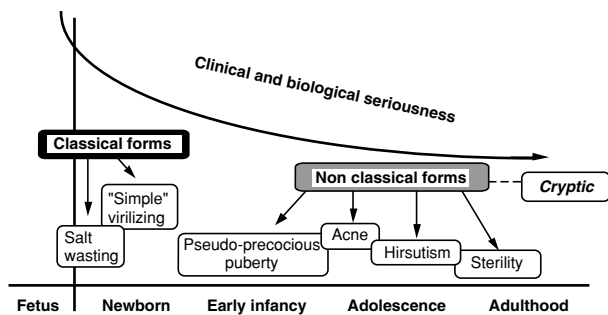 Clinical and biological seriousness
Classical forms
Non classical forms
Cryptic
"Simple"
virilizing
Salt
wasting
Pseudo-precocious
puberty
Acne
Hirsutism
Sterility
Fetus Newborn Early infancy Adolescence Adulthood